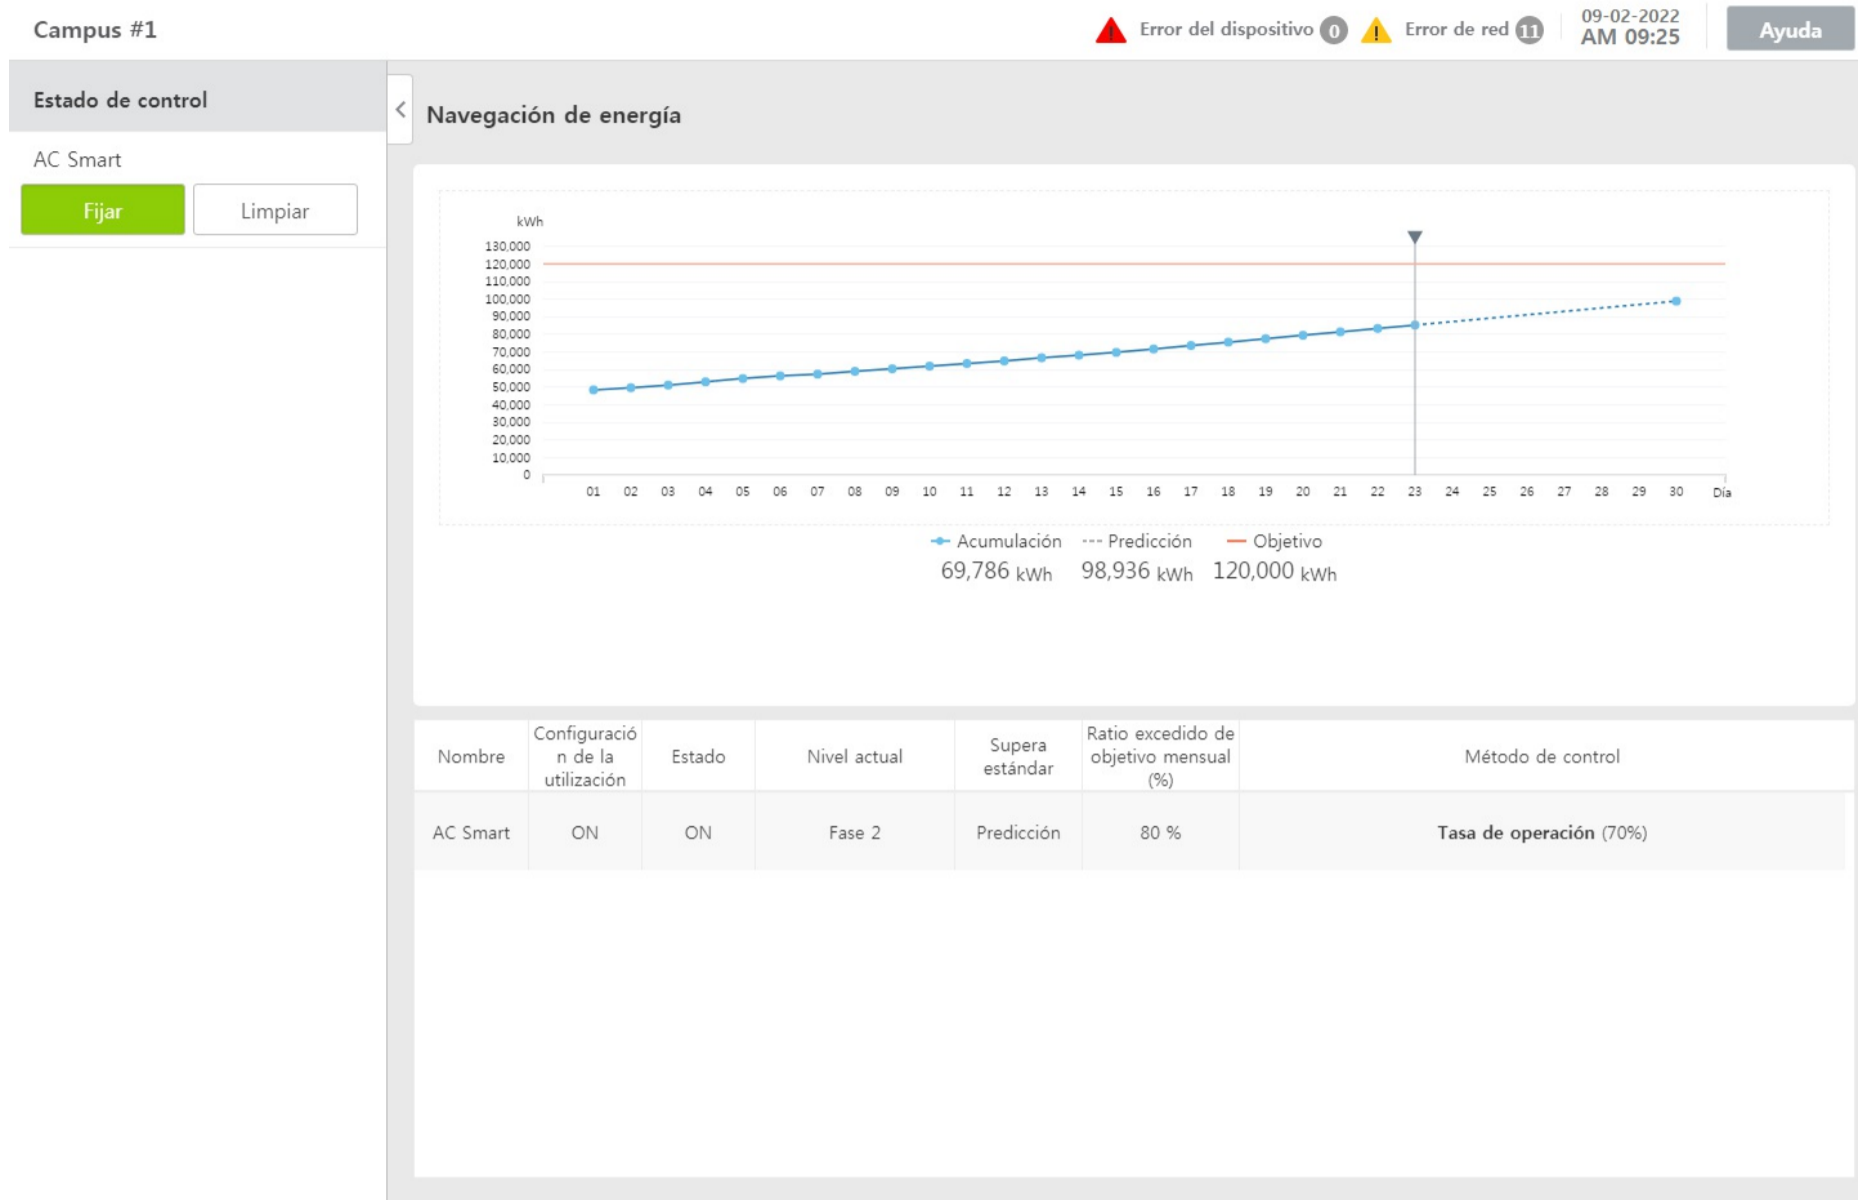 Campus #1
Error del dispositivo 0
Error de red 11
09-02-2022
AM 09:25
Ayuda
Estado de control
<
Navegación de energía
AC Smart
Fijar
Limpiar
kWh
130,000
120,000
110,000
100,000
90,000
80,000
70,000
60,000
50,000
40,000
30,000
20,000
10,000
0
01 02 03 04 05 06 07 08 09 10 11 12 13 14 15 16 17 18 19 20 21 22 23 24 25 26 27 28 29 30 Día
Acumulación Predicción Objetivo
69,786 kWh 98,936 kWh 120,000 kWh
Nombre
Configuració
n de la
utilización
Estado
Nivel actual
Supera
estándar
Ratio excedido de
objetivo mensual
(%)
Método de control
AC Smart ON ON Fase 2 Predicción 80 % Tasa de operación (70%)